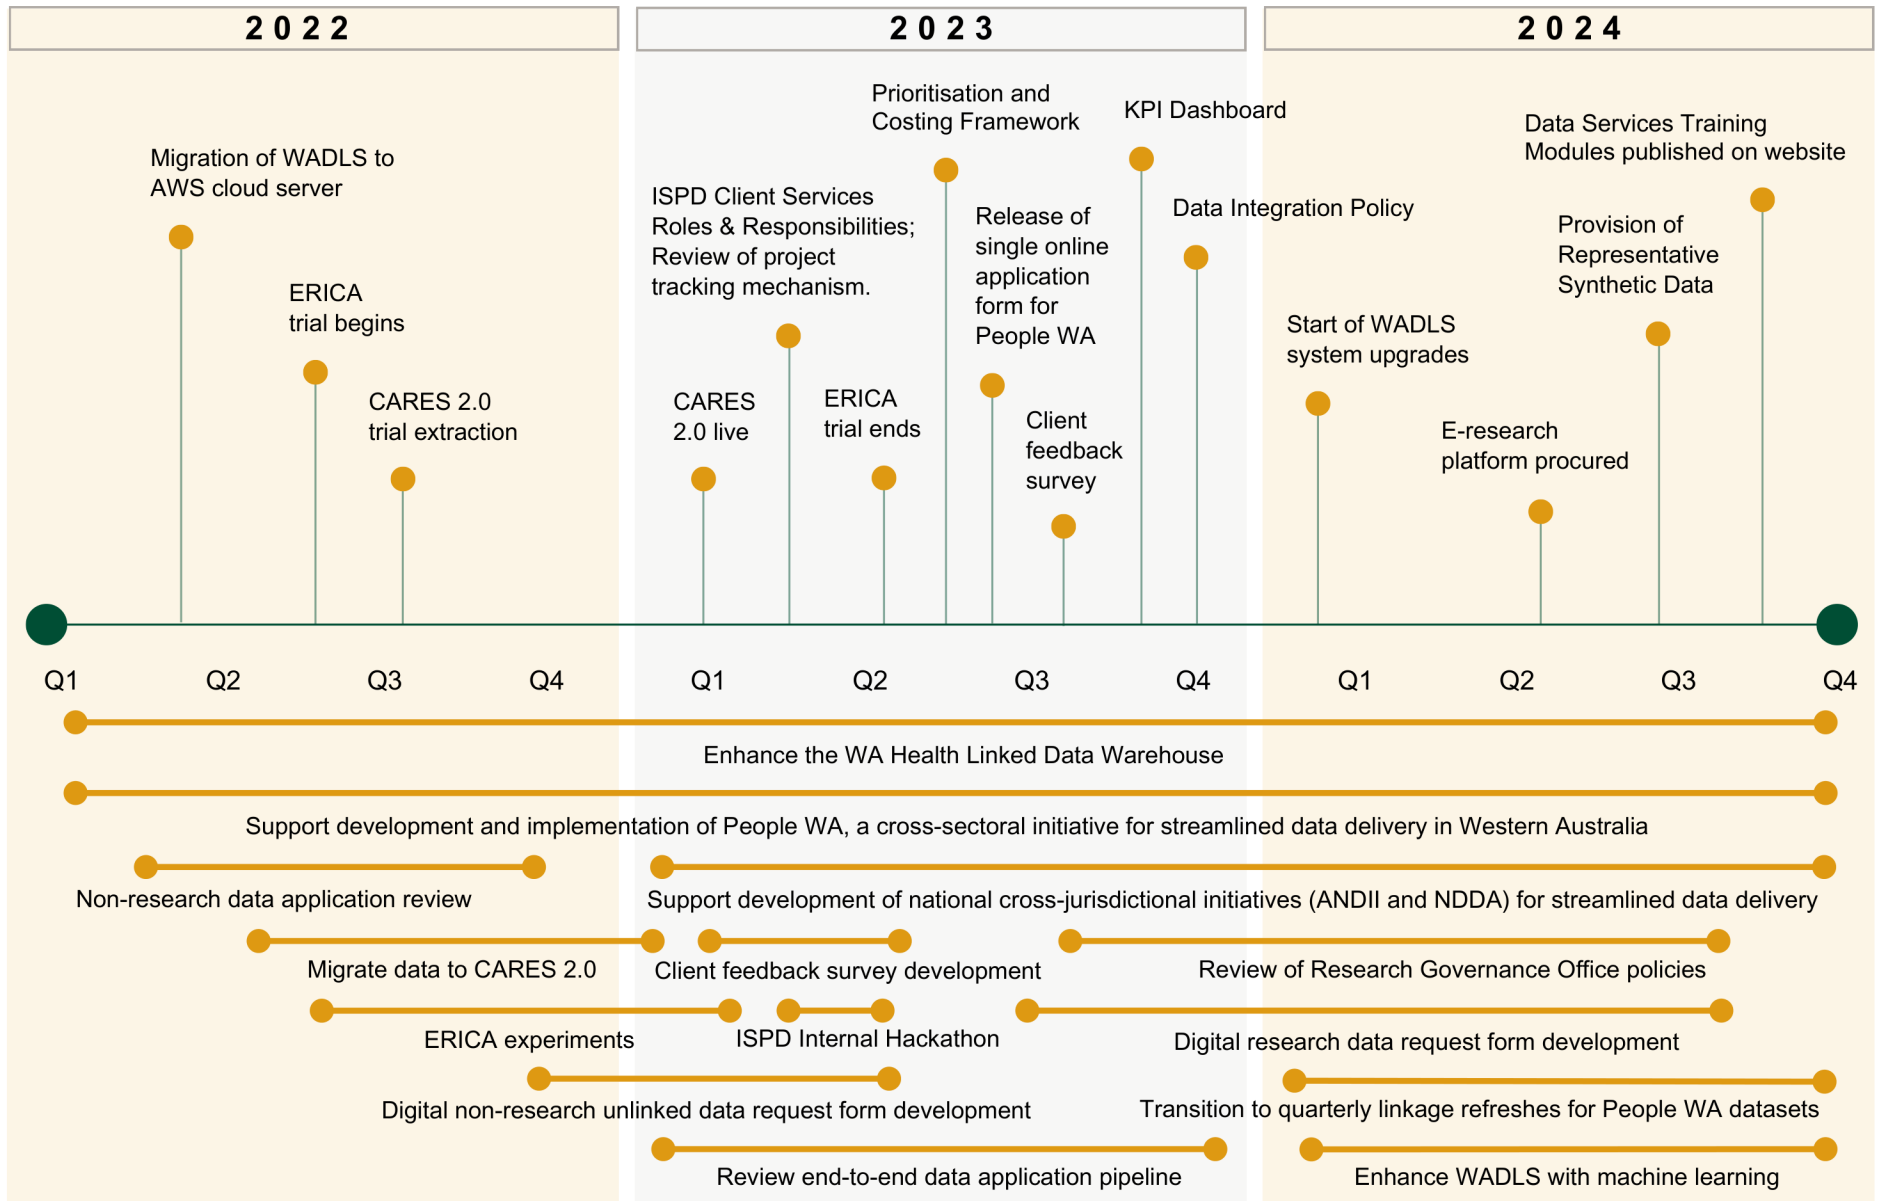 2022
2023
2024
Migration of WADLS to
AWS cloud server
ERICA
trial begins
CARES 2.0
trial extraction
ISPD Client Services
Roles & Responsibilities;
Review of project
tracking mechanism.
CARES
2.0 live
ERICA
trial ends
Prioritisation and
Costing Framework
Release of
single online
application
form for
People WA
Client
feedback
survey
KPI Dashboard
Data Integration Policy
Start of WADLS
system upgrades
E-research
platform procured
Provision of
Representative
Synthetic Data
Data Services Training
Modules published on website
Q1 Q2 Q3 Q4 Q1 Q2 Q3 Q4 Q1 Q2 Q3 Q4
Enhance the WA Health Linked Data Warehouse
Support development and implementation of People WA, a cross-sectoral initiative for streamlined data delivery in Western Australia
Non-research data application review
Support development of national cross-jurisdictional initiatives (ANDII and NDDA) for streamlined data delivery
Migrate data to CARES 2.0
Client feedback survey development
Review of Research Governance Office policies
ERICA experiments
ISPD Internal Hackathon
Digital research data request form development
Digital non-research unlinked data request form development
Transition to quarterly linkage refreshes for People WA datasets
Review end-to-end data application pipeline
Enhance WADLS with machine learning